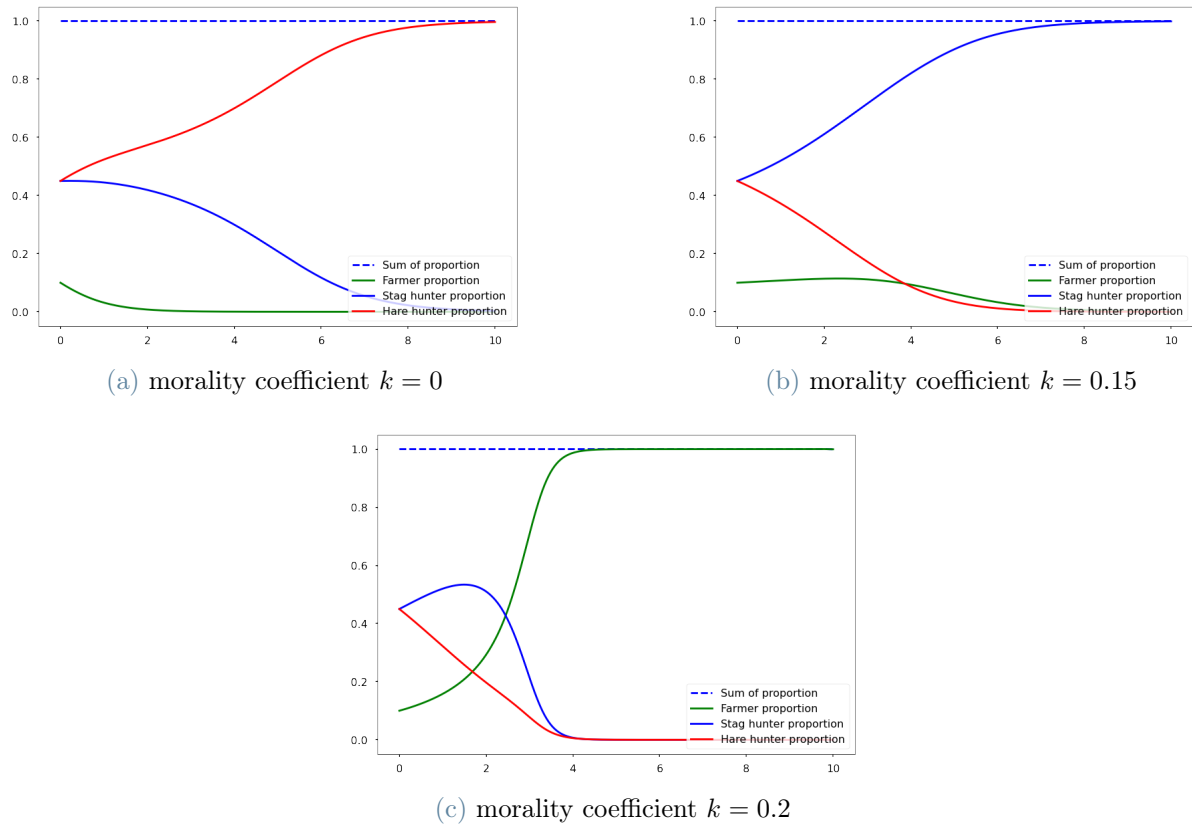 1.0
0.8
0.6
0.4
0.2
0.0
0 2 4 6 8 10
Sum of proportion
Farmer proportion
Stag hunter proportion
Hare hunter proportion
(a) morality coefficient k = 0
1.0
0.8
0.6
0.4
0.2
0.0
0 2 4 6 8 10
Sum of proportion
Farmer proportion
Stag hunter proportion
Hare hunter proportion
(b) morality coefficient k = 0.15
1.0
0.8
0.6
0.4
0.2
0.0
0 2 4 6 8 10
Sum of proportion
Farmer proportion
Stag hunter proportion
Hare hunter proportion
(c) morality coefficient k = 0.2